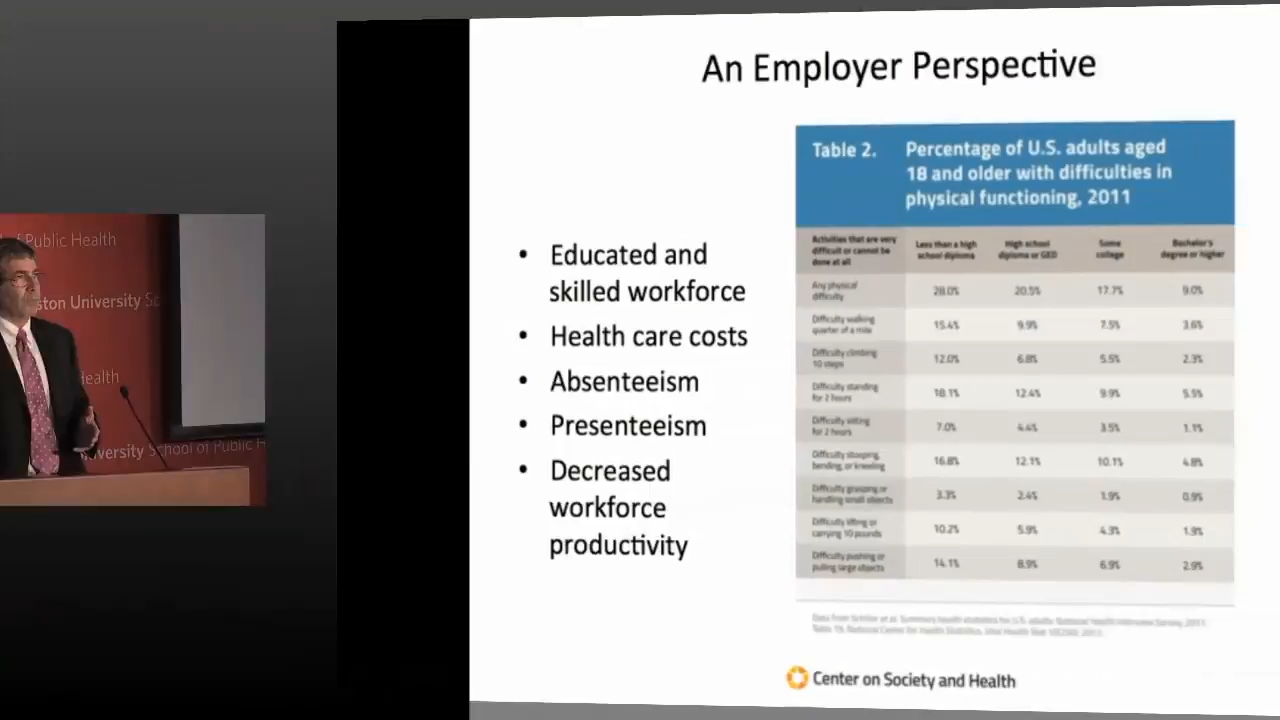 An Employer Perspective
• Educated and
skilled workforce
• Health care costs
• Absenteeism
• Presenteeism
• Decreased
workforce
productivity
Table 2. Percentage of U.S. adults aged
18 and older with difficulties in
physical functioning, 2011
Activities that are very
difficult or cannot be
done at all
Less than a high
school diploma
High school
diploma or GED
Some
college
Bachelor's
degree or higher
Any physical
difficulty
28.0% 20.5% 17.7% 9.0%
Difficulty walking
quarter of a mile
15.4% 9.9% 7.5% 3.6%
Difficulty climbing
10 steps
12.0% 6.8% 5.5% 2.3%
Difficulty standing
for 2 hours
18.1% 12.4% 9.9% 5.5%
Difficulty sitting
for 2 hours
7.0% 4.4% 3.5% 1.1%
Difficulty stooping,
bending, or kneeling
16.8% 12.1% 10.1% 4.8%
Difficulty grasping or
handling small objects
3.3% 2.4% 1.9% 0.9%
Difficulty lifting or
carrying 10 pounds
10.2% 5.9% 4.3% 1.9%
Difficulty pushing or
pulling large objects
14.1% 8.9% 6.9% 2.9%
Center on Society and Health
of Public Health
ston University Sc
ealth
versity School of Public H